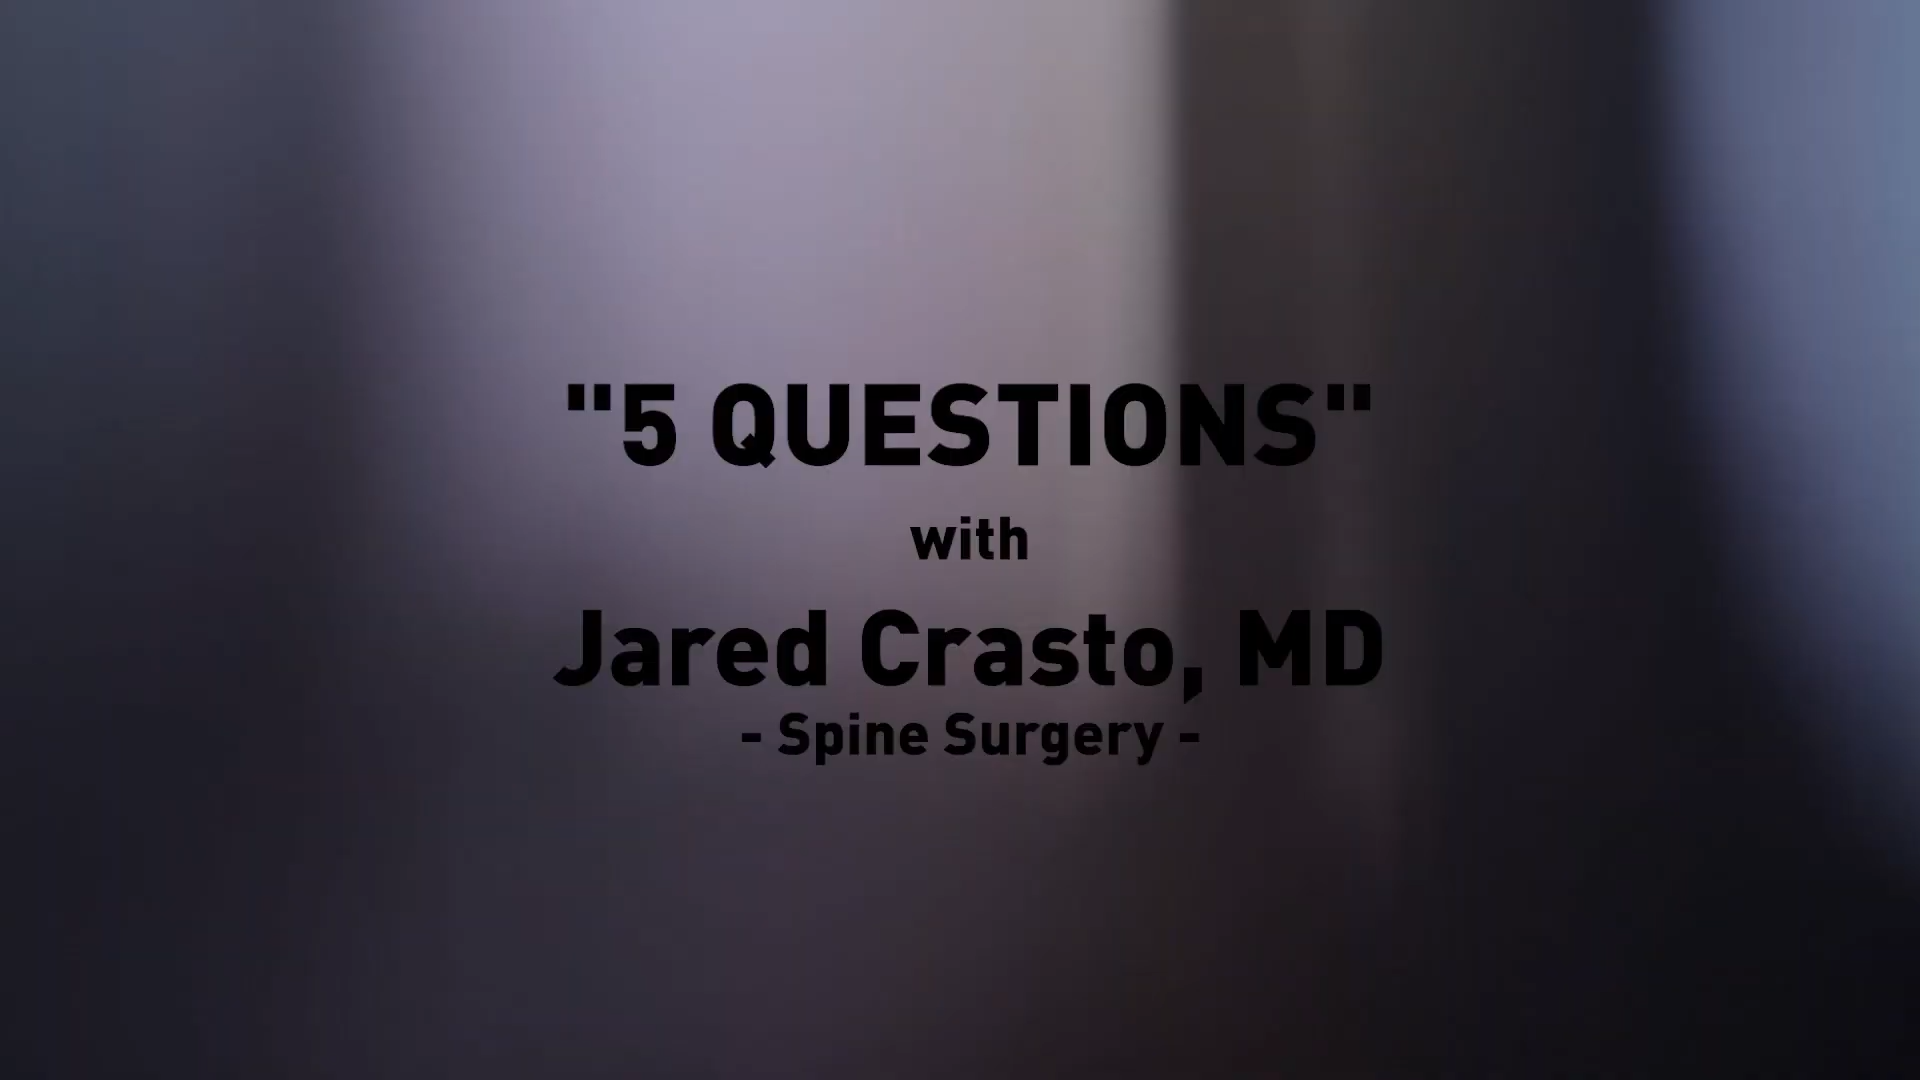 "5 QUESTIONS"
with
Jared Crasto, MD
- Spine Surgery -